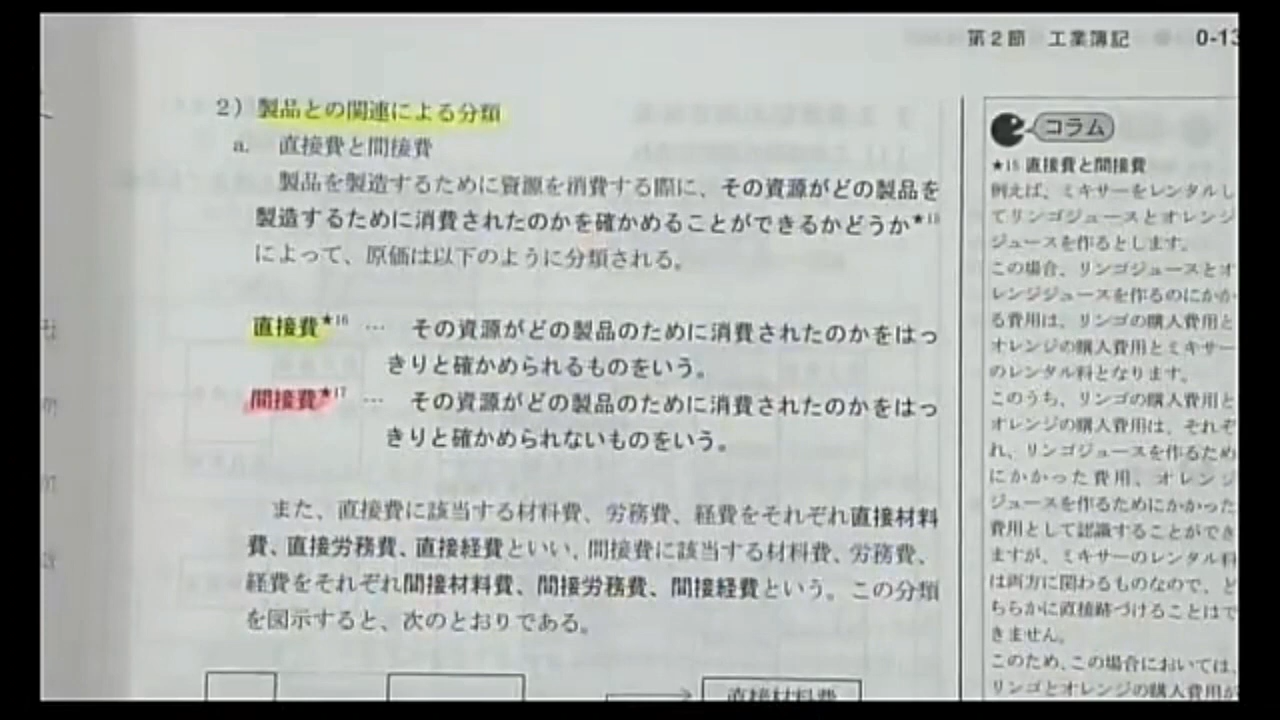 第2節 工業簿記 0-13
2）製品との関連による分類
a. 直接費と間接費
製品を製造するために資源を消費する際に、その資源がどの製品を
製造するために消費されたのかを確かめることができるかどうか★15
によって、原価は以下のように分類される。
直接費★16 … その資源がどの製品のために消費されたのかをはっ
きりと確かめられるものをいう。
間接費★17 … その資源がどの製品のために消費されたのかをはっ
きりと確かめられないものをいう。
また、直接費に該当する材料費、労務費、経費をそれぞれ直接材料
費、直接労務費、直接経費といい、間接費に該当する材料費、労務費、
経費をそれぞれ間接材料費、間接労務費、間接経費という。この分類
を図示すると、次のとおりである。
直接材料費
コラム
★15 直接費と間接費
例えば、ミキサーをレンタルし
てリンゴジュースとオレンジ
ジュースを作るとします。
この場合、リンゴジュースとオ
レンジジュースを作るのにかか
る費用は、リンゴの購入費用と
オレンジの購入費用とミキサー
のレンタル料となります。
このうち、リンゴの購入費用と
オレンジの購入費用は、それぞ
れ、リンゴジュースを作るため
にかかった費用、オレンジ
ジュースを作るためにかかった
費用として認識することができ
ますが、ミキサーのレンタル料
は両方に関わるものなので、ど
ちらかに直接跡づけることはで
きません。
このため、この場合においては、
リンゴとオレンジの購入費用が